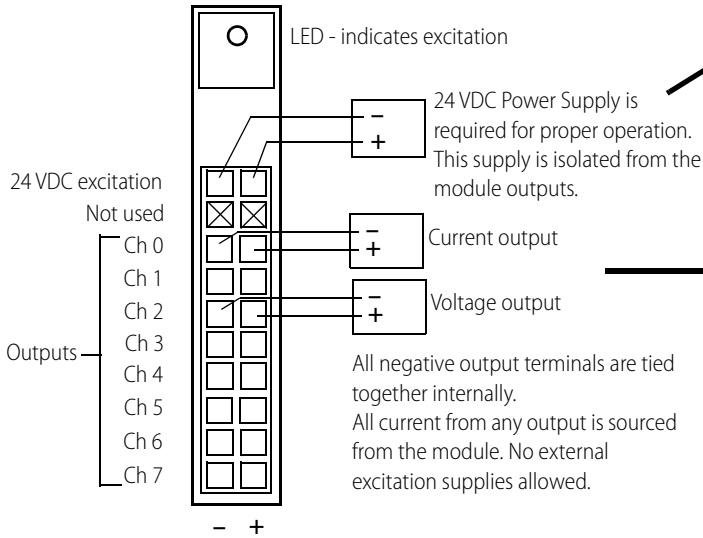 LED - indicates excitation
24 VDC Power Supply is
required for proper operation.
This supply is isolated from the
module outputs.
–
+
24 VDC excitation
Not used
Ch 0
–
+
Current output
Ch 1
Ch 2
–
+
Voltage output
Outputs
Ch 3
Ch 4
Ch 5
Ch 6
Ch 7
All negative output terminals are tied
together internally.
All current from any output is sourced
from the module. No external
excitation supplies allowed.
– +